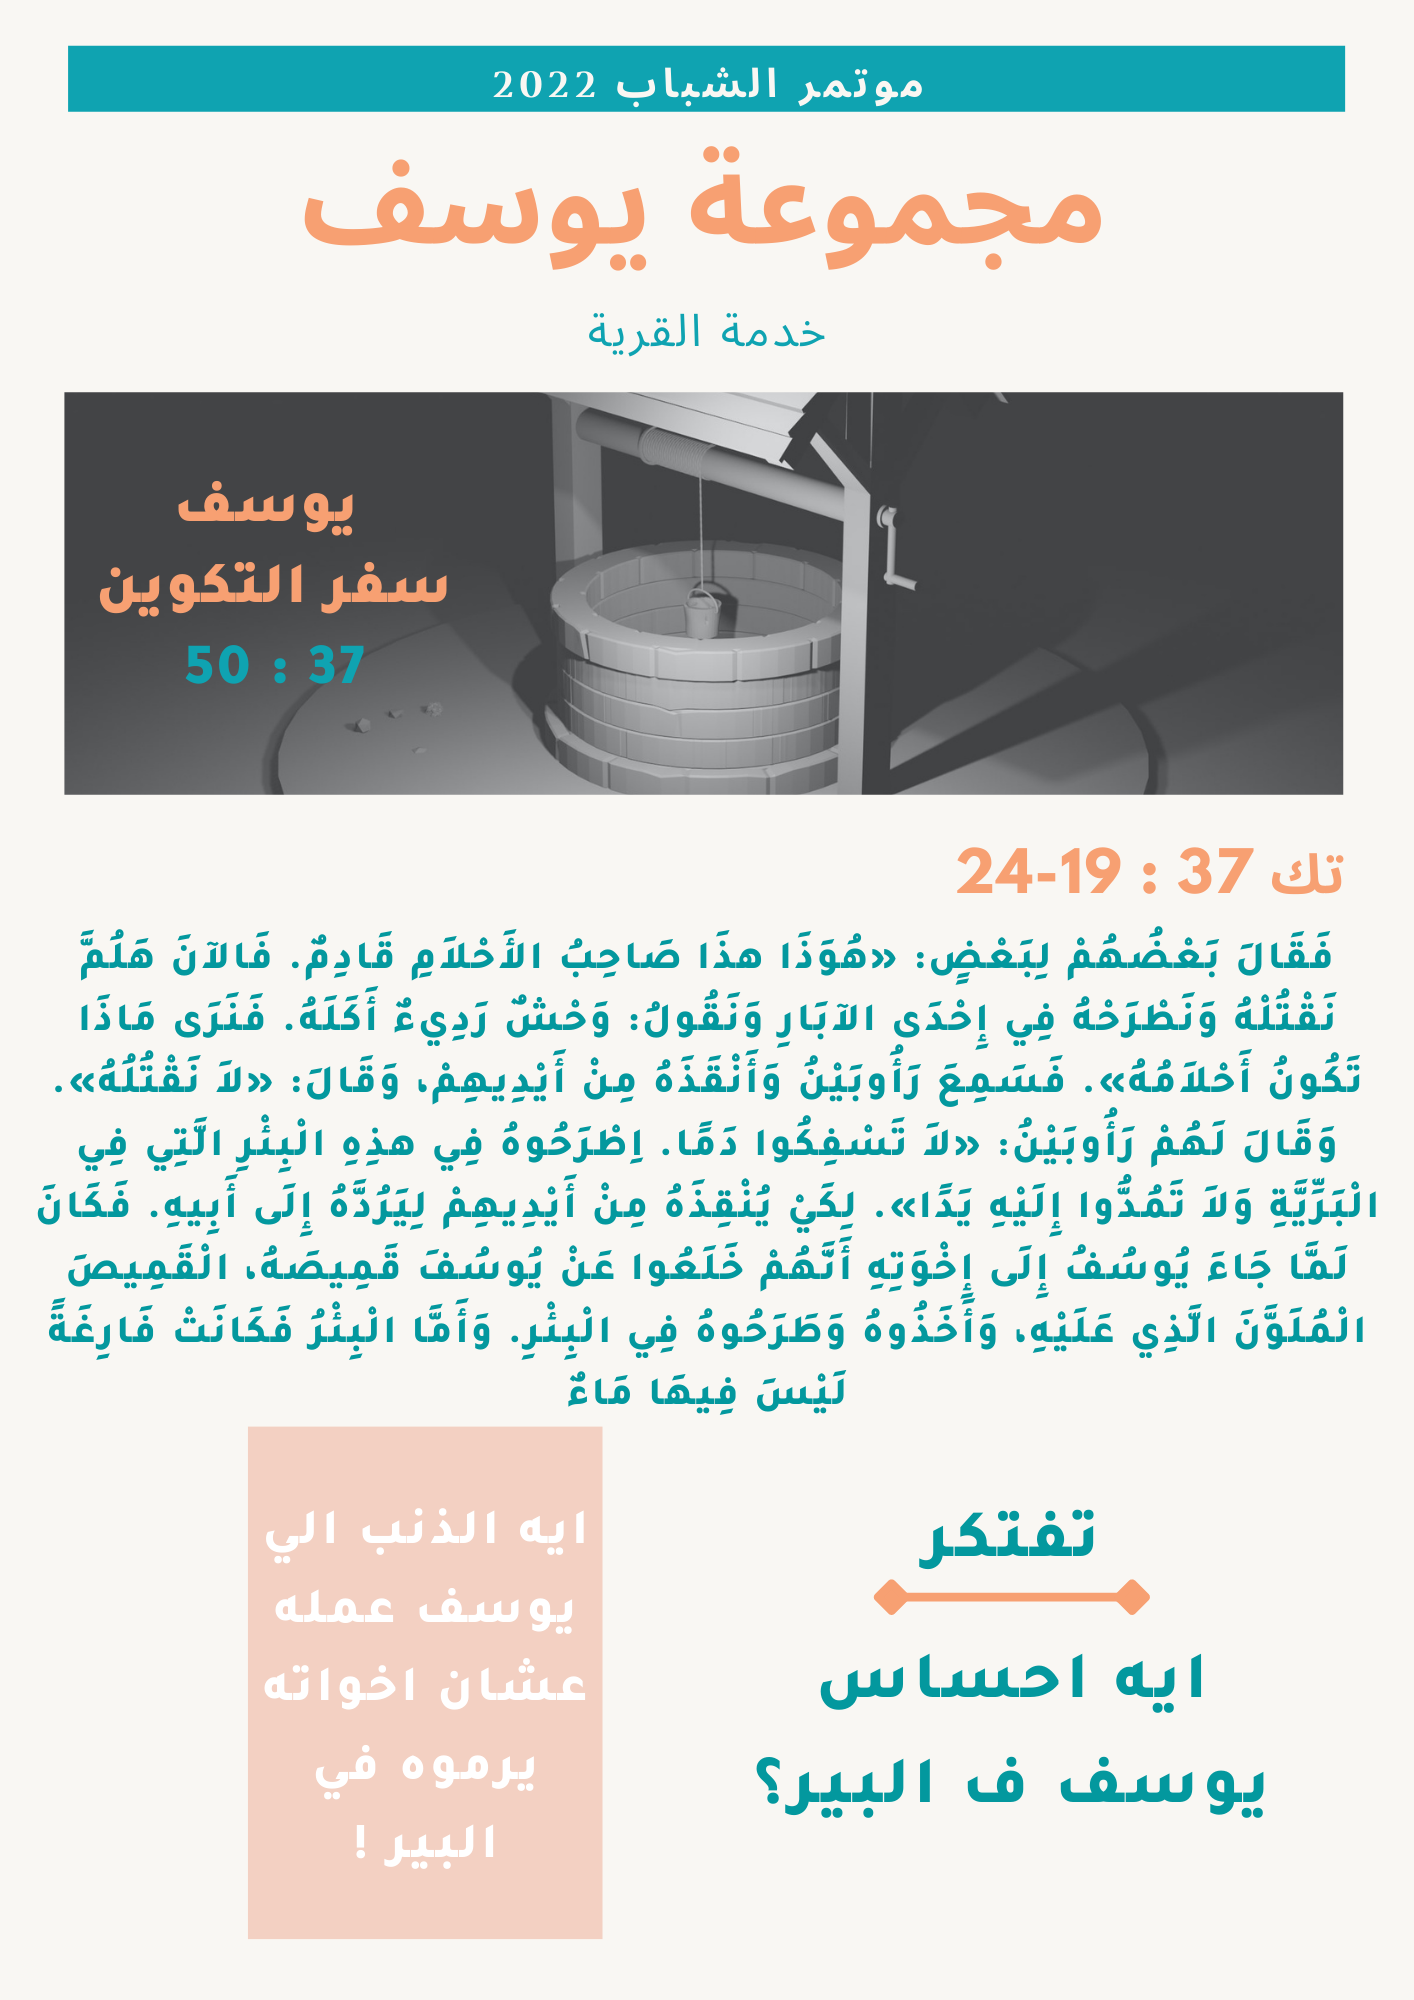 موتمر الشباب 2022
مجموعة يوسف
خدمة القرية
يوسف
سفر التكوين
37 : 50
تك 37 : 19-24
فَقَالَ بَعْضُهُمْ لِبَعْضٍ: «هُوَذَا هذَا صَاحِبُ الأَحْلاَمِ قَادِمٌ. فَالآنَ هَلُمَّ
نَقْتُلْهُ وَنَطْرَحْهُ فِي إِحْدَى الآبَارِ وَنَقُولُ: وَحْشٌ رَدِيءٌ أَكَلَهُ. فَنَرَى مَاذَا
تَكُونُ أَحْلاَمُهُ». فَسَمِعَ رَأُوبَيْنُ وَأَنْقَذَهُ مِنْ أَيْدِيهِمْ، وَقَالَ: «لاَ نَقْتُلُهُ».
وَقَالَ لَهُمْ رَأُوبَيْنُ: «لاَ تَسْفِكُوا دَمًا. اِطْرَحُوهُ فِي هذِهِ الْبِئْرِ الَّتِي فِي
الْبَرِّيَّةِ وَلاَ تَمُدُّوا إِلَيْهِ يَدًا». لِكَيْ يُنْقِذَهُ مِنْ أَيْدِيهِمْ لِيَرُدَّهُ إِلَى أَبِيهِ. فَكَانَ
لَمَّا جَاءَ يُوسُفُ إِلَى إِخْوَتِهِ أَنَّهُمْ خَلَعُوا عَنْ يُوسُفَ قَمِيصَهُ، الْقَمِيصَ
الْمُلَوَّنَ الَّذِي عَلَيْهِ، وَأَخَذُوهُ وَطَرَحُوهُ فِي الْبِئْرِ. وَأَمَّا الْبِئْرُ فَكَانَتْ فَارِغَةً
لَيْسَ فِيهَا مَاءٌ
تفتكر
ايه احساس
يوسف ف البير؟
ايه الذنب الي
يوسف عمله
عشان اخواته
يرموه في
البير !